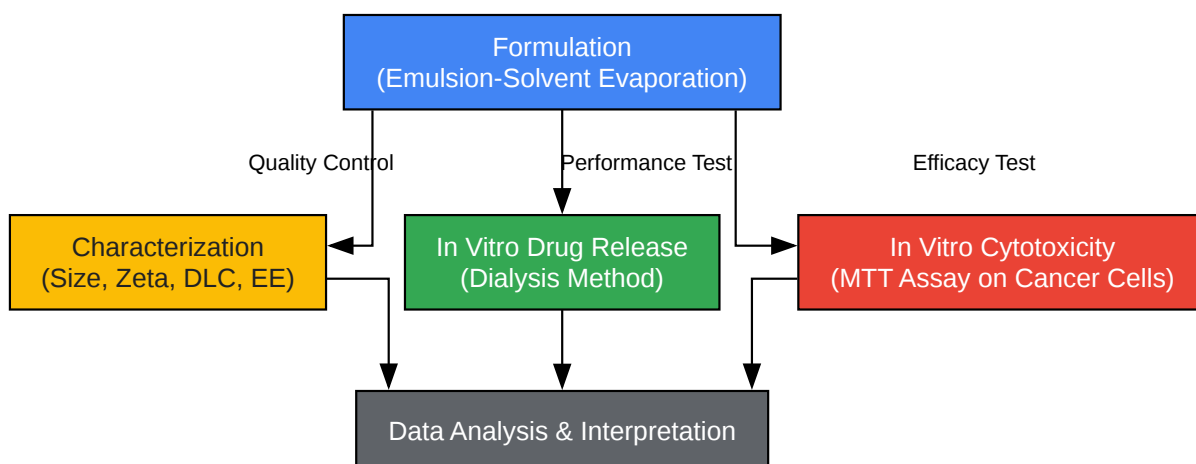 Formulation
(Emulsion-Solvent Evaporation)
Quality Control
Performance Test
Efficacy Test
Characterization
(Size, Zeta, DLC, EE)
In Vitro Drug Release
(Dialysis Method)
In Vitro Cytotoxicity
(MTT Assay on Cancer Cells)
Data Analysis & Interpretation